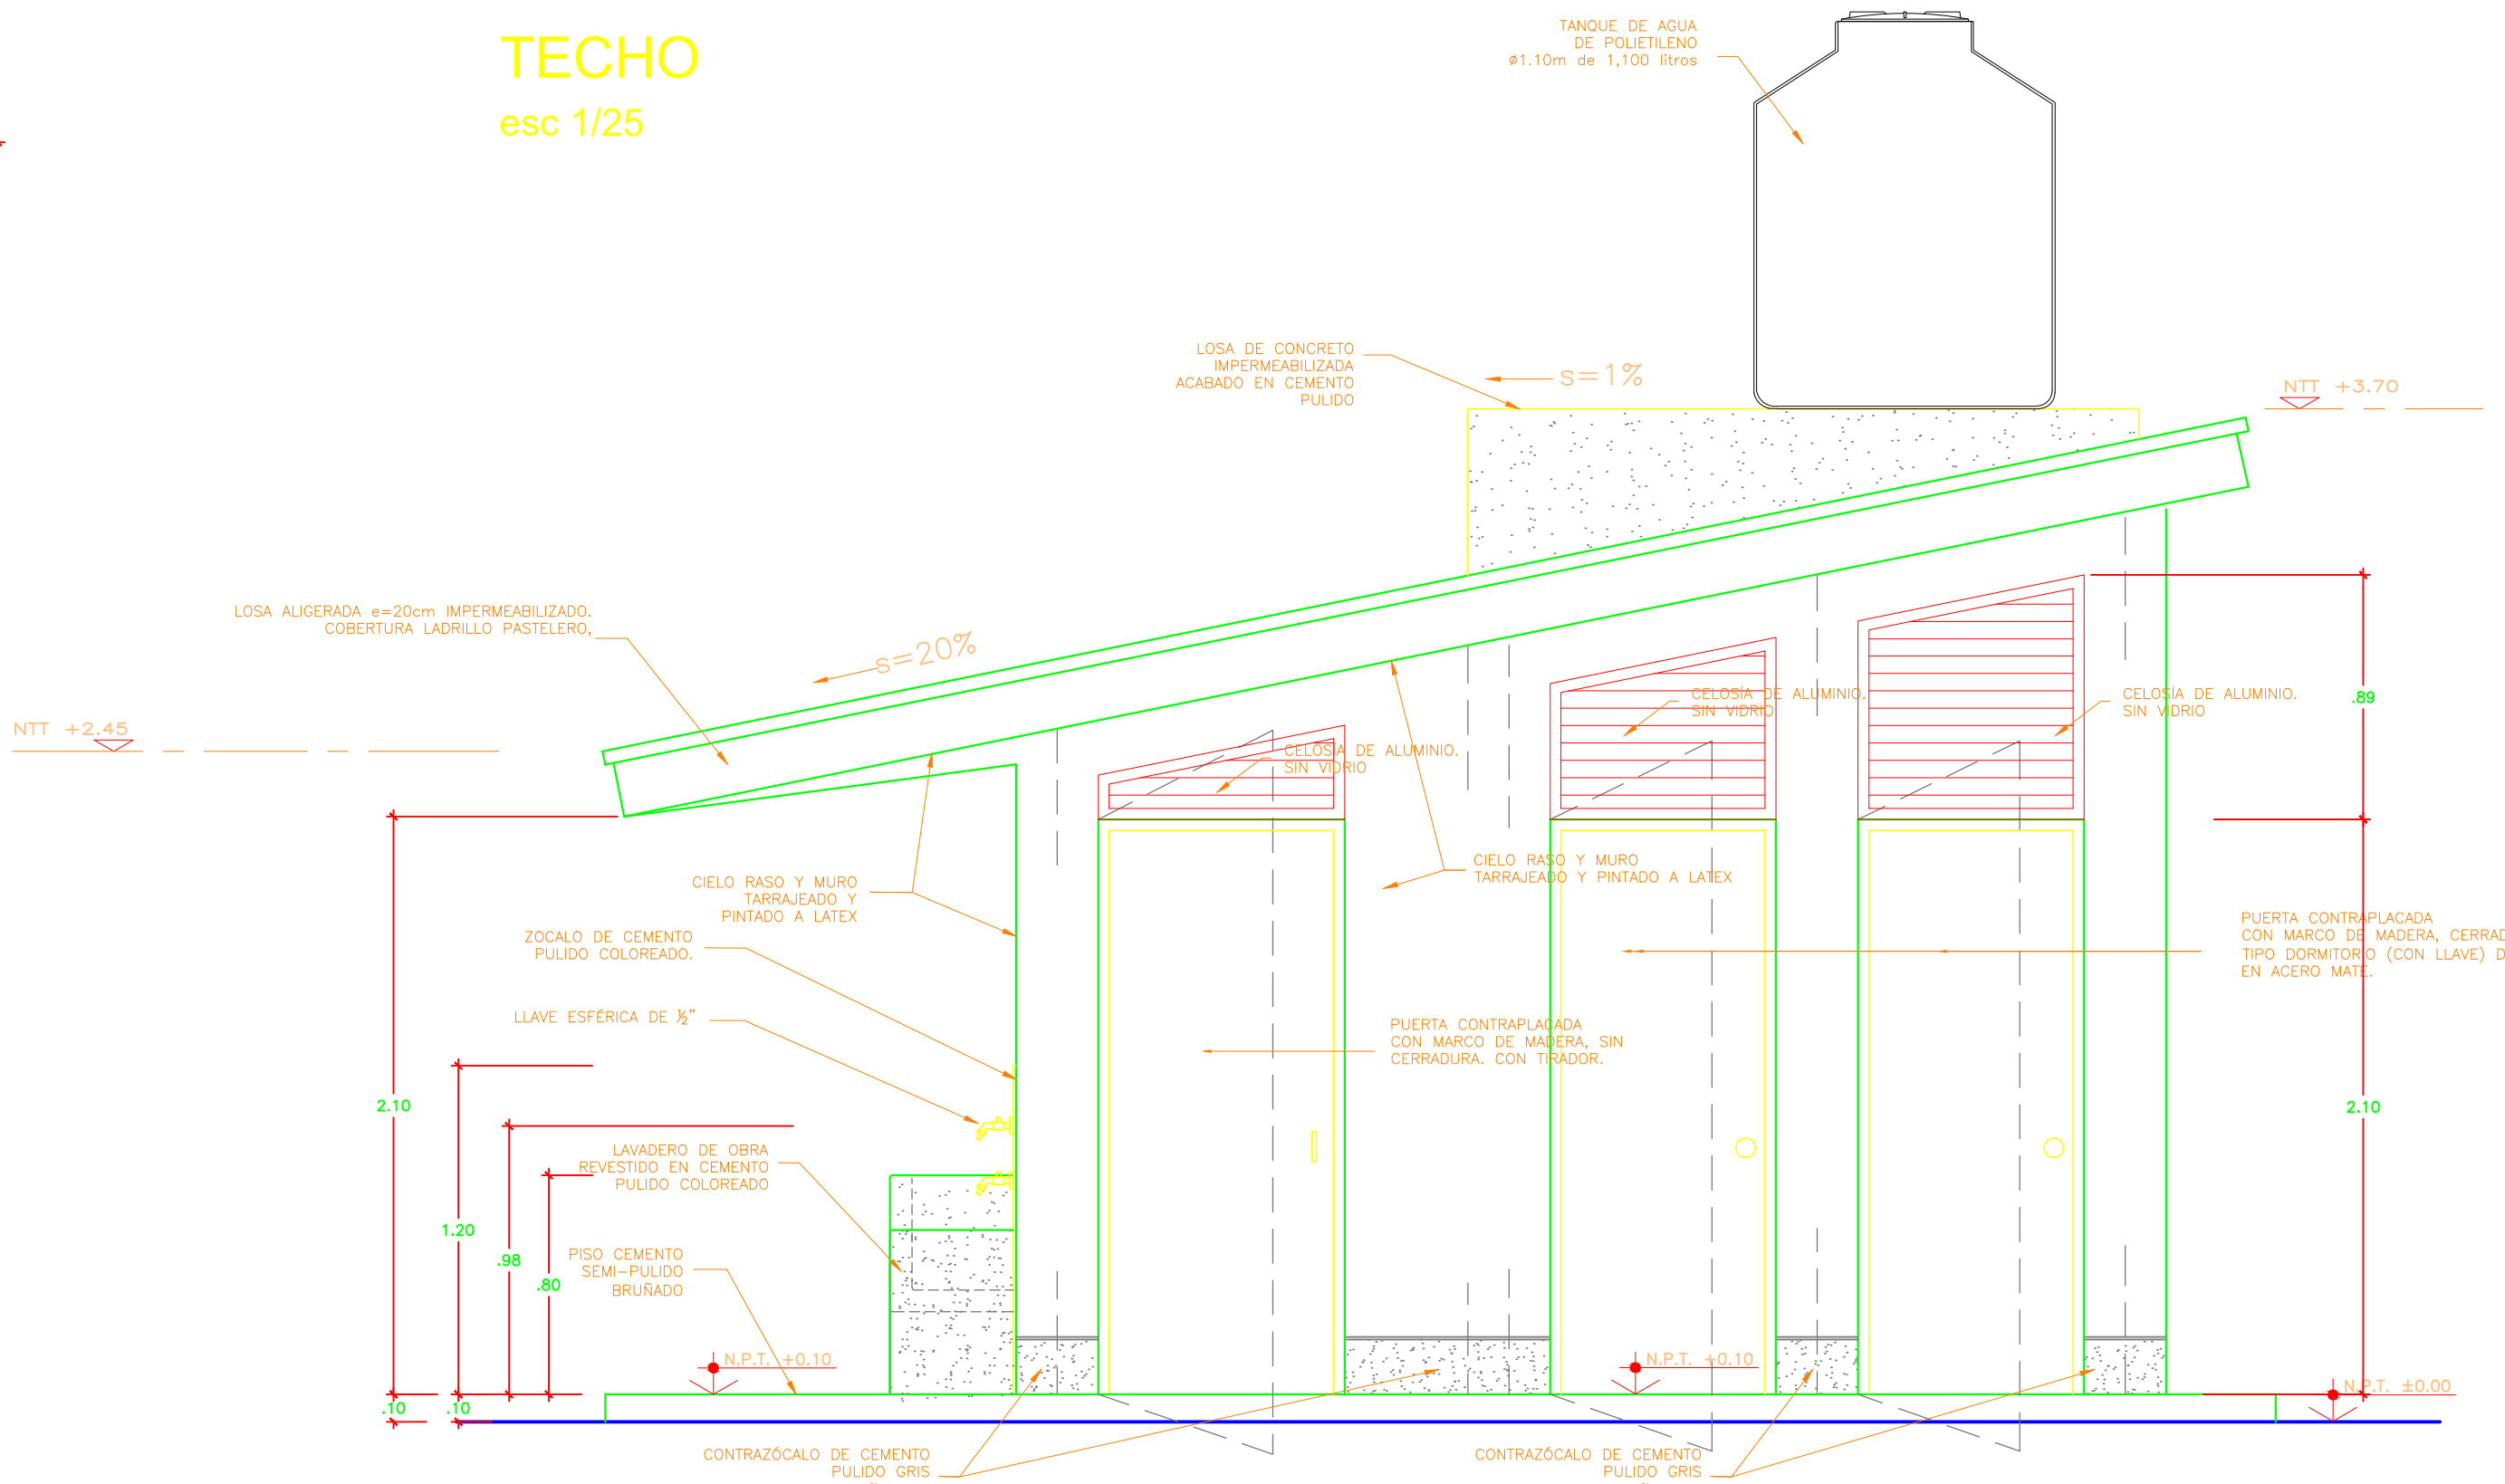 TECHO
esc 1/25
TANQUE DE AGUA
DE POLIETILENO
ø1.10m de 1,100 litros
LOSA DE CONCRETO
IMPERMEABILIZADA
ACABADO EN CEMENTO
PULIDO
s=1%
NTT +3.70
LOSA ALIGERADA e=20cm IMPERMEABILIZADO.
COBERTURA LADRILLO PASTELERO,
s=20%
NTT +2.45
CELOSÍA DE ALUMINIO.
SIN VIDRIO
CELOSÍA DE ALUMINIO.
SIN VIDRIO
CELOSÍA DE ALUMINIO.
SIN VIDRIO
.89
CIELO RASO Y MURO
TARRAJEADO Y
PINTADO A LATEX
CIELO RASO Y MURO
TARRAJEADO Y PINTADO A LATEX
ZOCALO DE CEMENTO
PULIDO COLOREADO.
PUERTA CONTRAPLACADA
CON MARCO DE MADERA, CERRAD
TIPO DORMITORIO (CON LLAVE) D
EN ACERO MATE.
LLAVE ESFÉRICA DE ½"
PUERTA CONTRAPLACADA
CON MARCO DE MADERA, SIN
CERRADURA. CON TIRADOR.
2.10
2.10
LAVADERO DE OBRA
REVESTIDO EN CEMENTO
PULIDO COLOREADO
1.20
.98
.80
PISO CEMENTO
SEMI-PULIDO
BRUÑADO
N.P.T. +0.10
N.P.T. +0.10
N.P.T. ±0.00
.10
.10
CONTRAZÓCALO DE CEMENTO
PULIDO GRIS
CONTRAZÓCALO DE CEMENTO
PULIDO GRIS